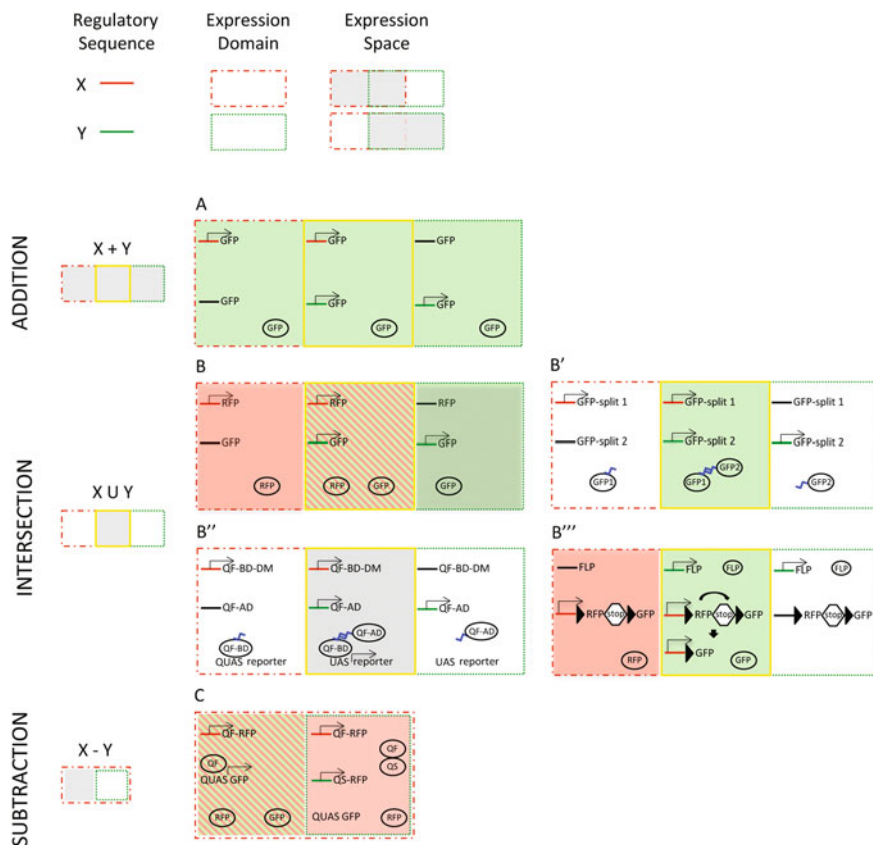 Regulatory Sequence
Expression Domain
Expression Space
X
Y
ADDITION
X + Y
A
GFP GFP GFP
GFP GFP GFP
GFP GFP GFP
INTERSECTION
X U Y
B
RFP RFP RFP
GFP GFP GFP
RFP RFP GFP GFP
B'
GFP-split 1 GFP-split 1 GFP-split 1
GFP-split 2 GFP-split 2 GFP-split 2
GFP1 GFP1 GFP2 GFP2
B''
QF-BD-DM QF-BD-DM QF-BD-DM
QF-AD QF-AD QF-AD
QF-BD QF-BD QF-AD QF-AD
QUAS reporter UAS reporter UAS reporter
B'''
FLP FLP FLP FLP FLP
RFP stop GFP RFP stop GFP RFP stop GFP
GFP
RFP GFP
SUBTRACTION
X - Y
C
QF-RFP QF-RFP
QF QF
QS
QUAS GFP QS-RFP
RFP GFP QUAS GFP RFP